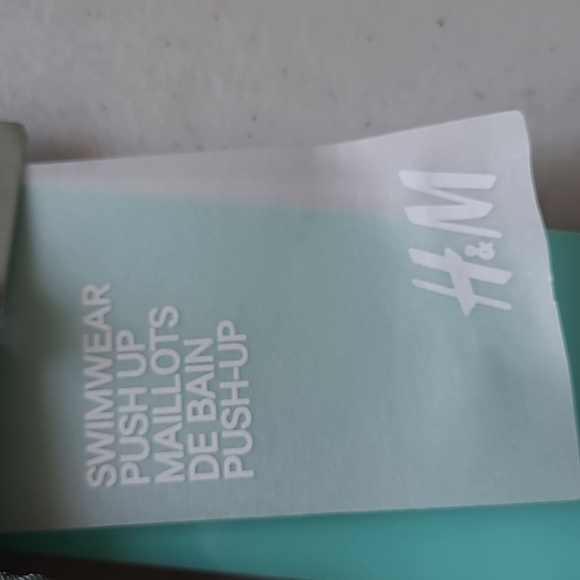 H&M
SWIMWEAR
PUSH UP
MAILLOTS
DE BAIN
PUSH-UP